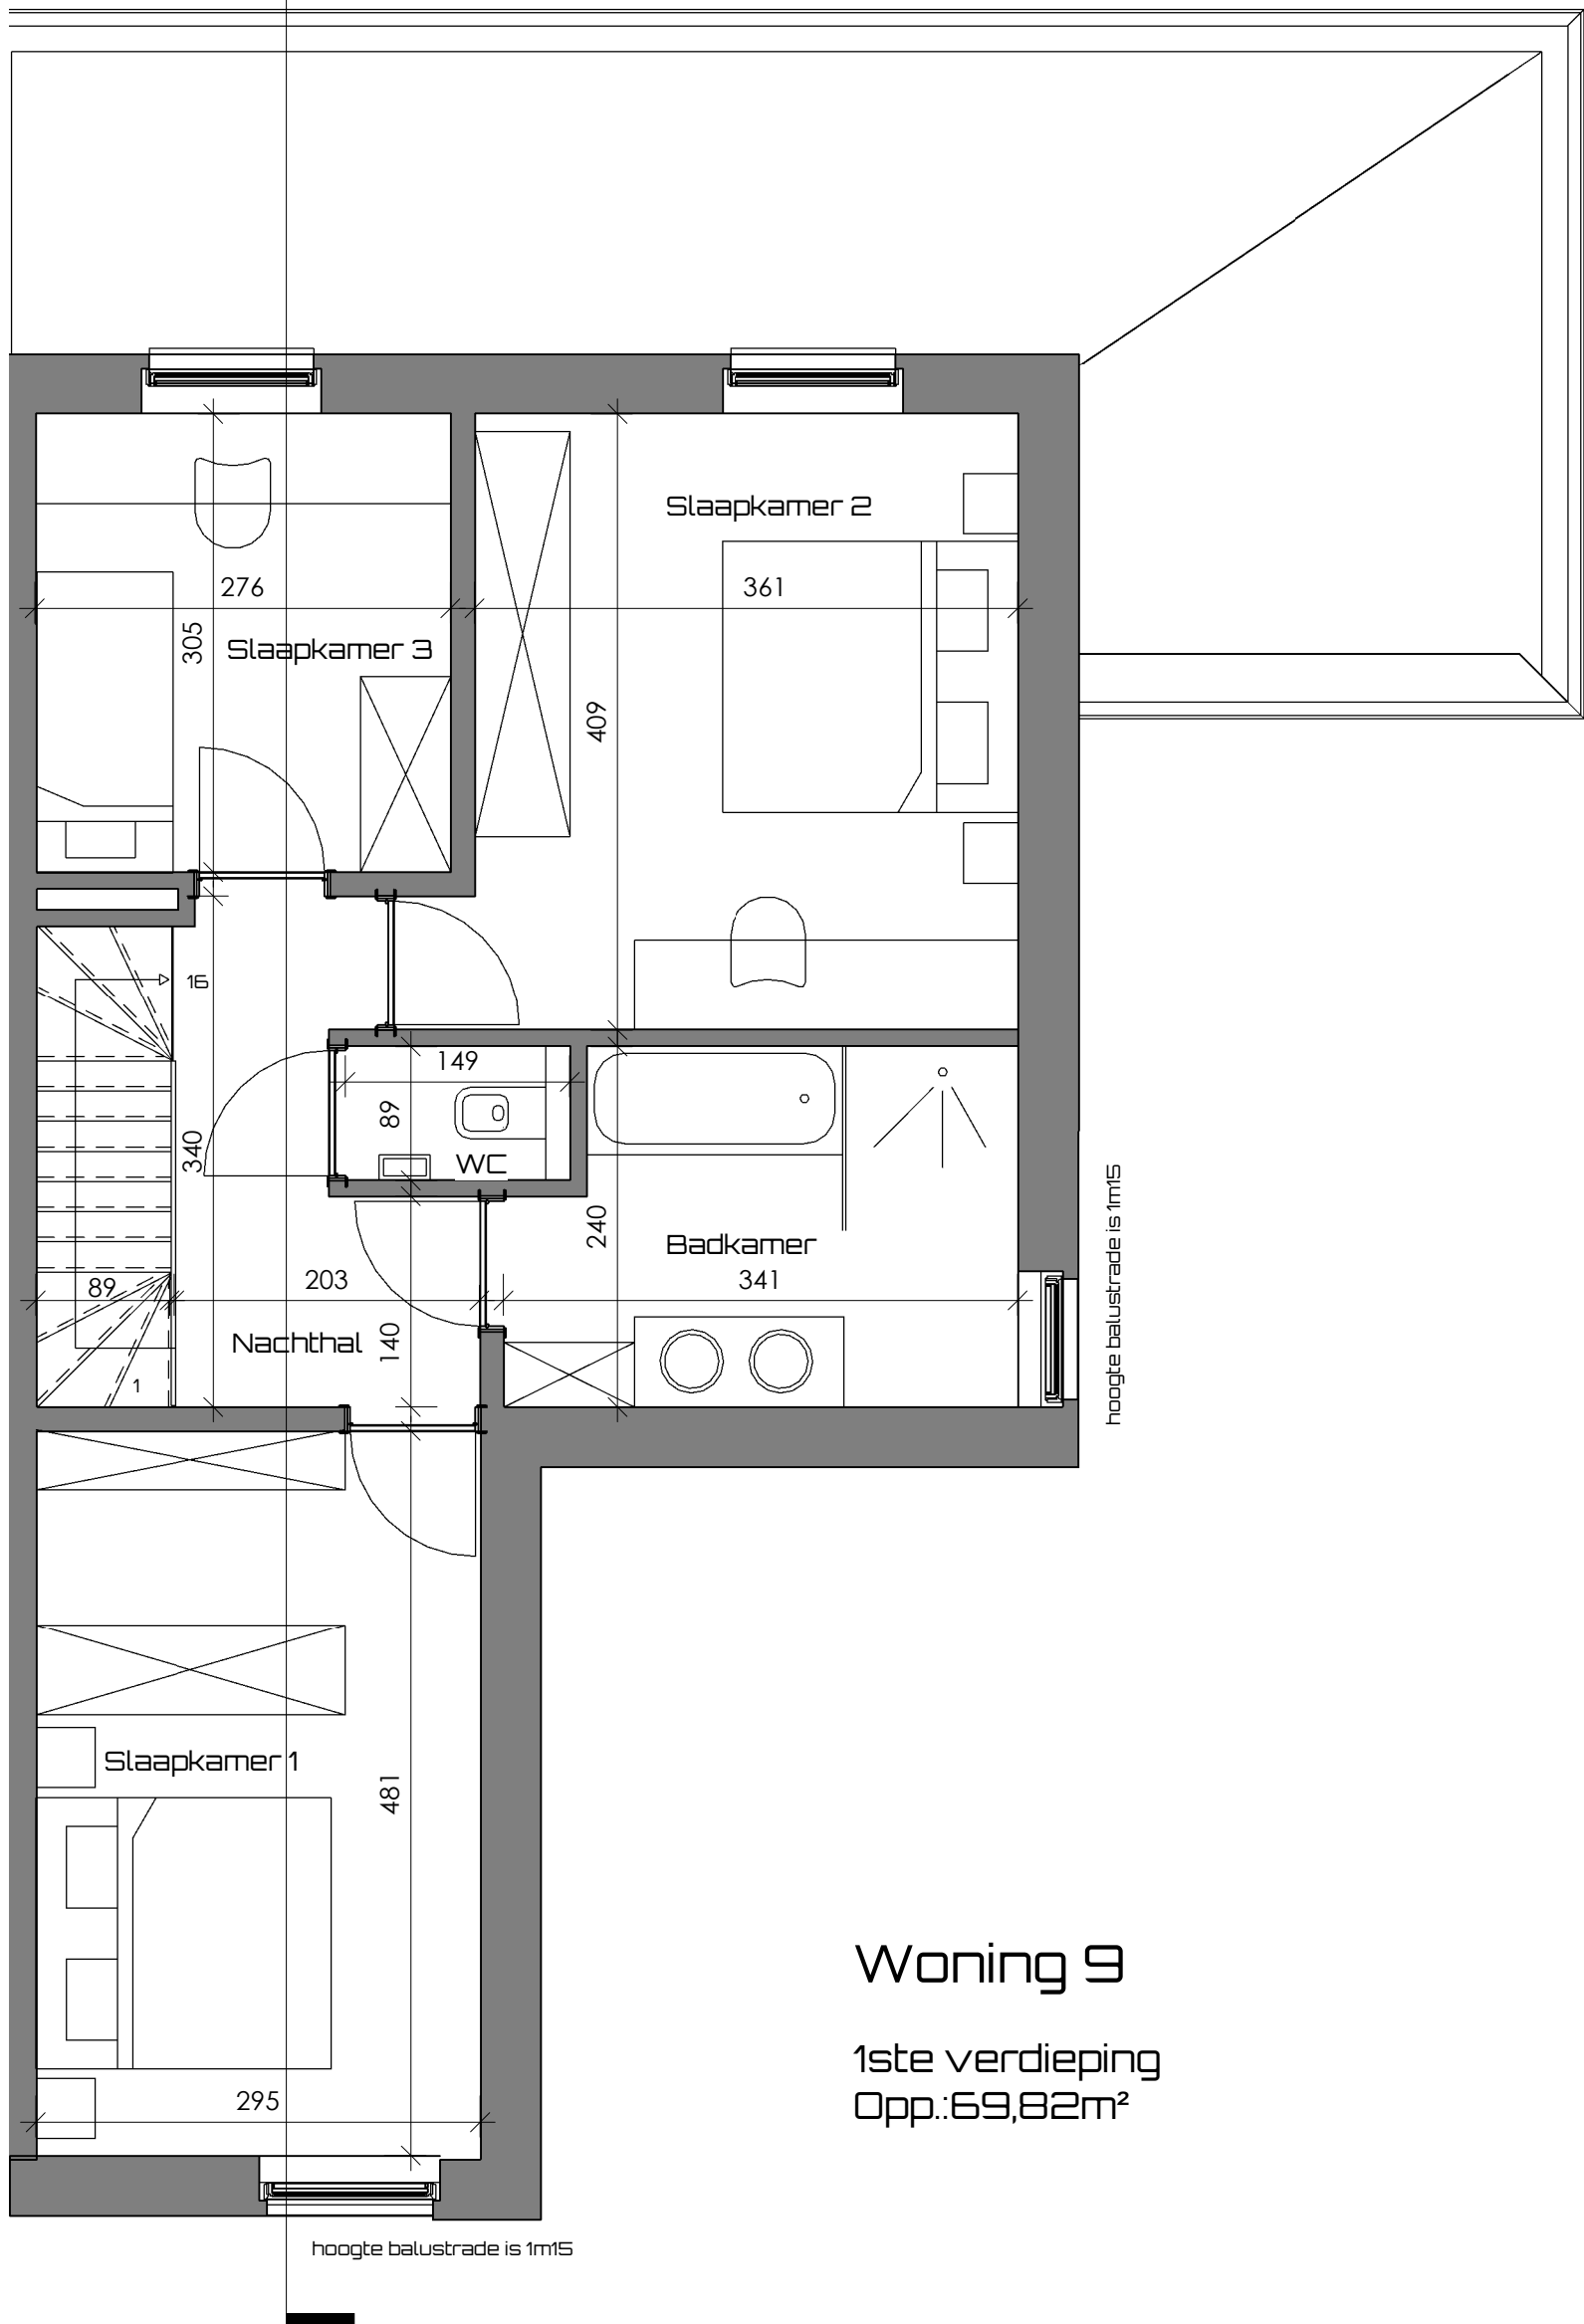 Slaapkamer 2
276
361
305
Slaapkamer 3
409
16
149
89
340
WC
hoogte balustrade is 1m15
240
Badkamer
89
203
341
Nachthal
140
1
Slaapkamer 1
481
Woning 9
1ste verdieping
Opp.:69,82m²
295
hoogte balustrade is 1m15